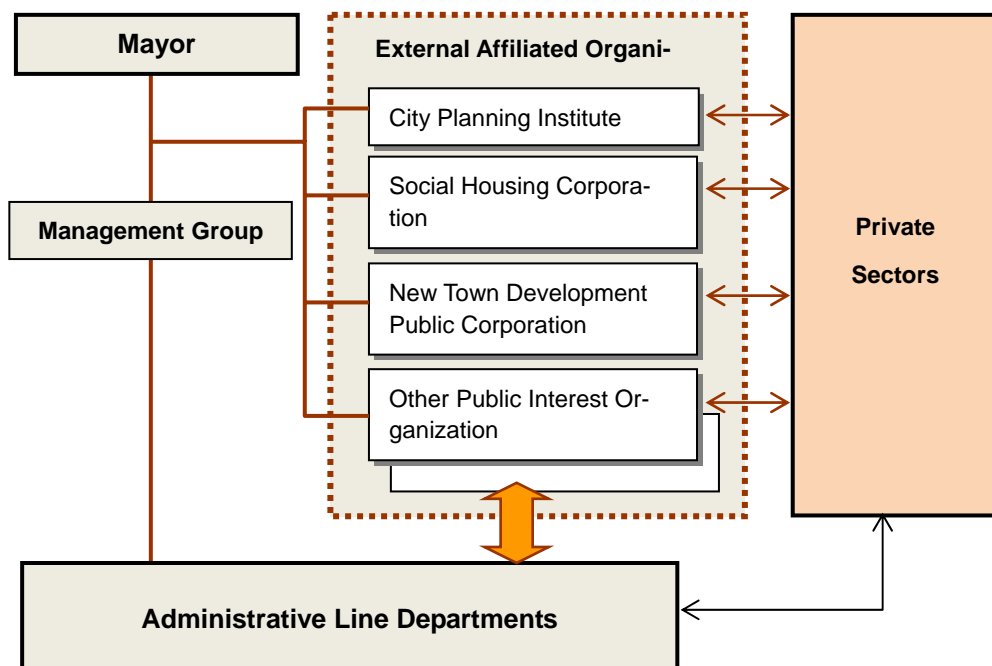 Mayor
External Affiliated Organi-
City Planning Institute
Social Housing Corpora-
tion
Management Group
New Town Development
Public Corporation
Other Public Interest Or-
ganization
Private
Sectors
Administrative Line Departments